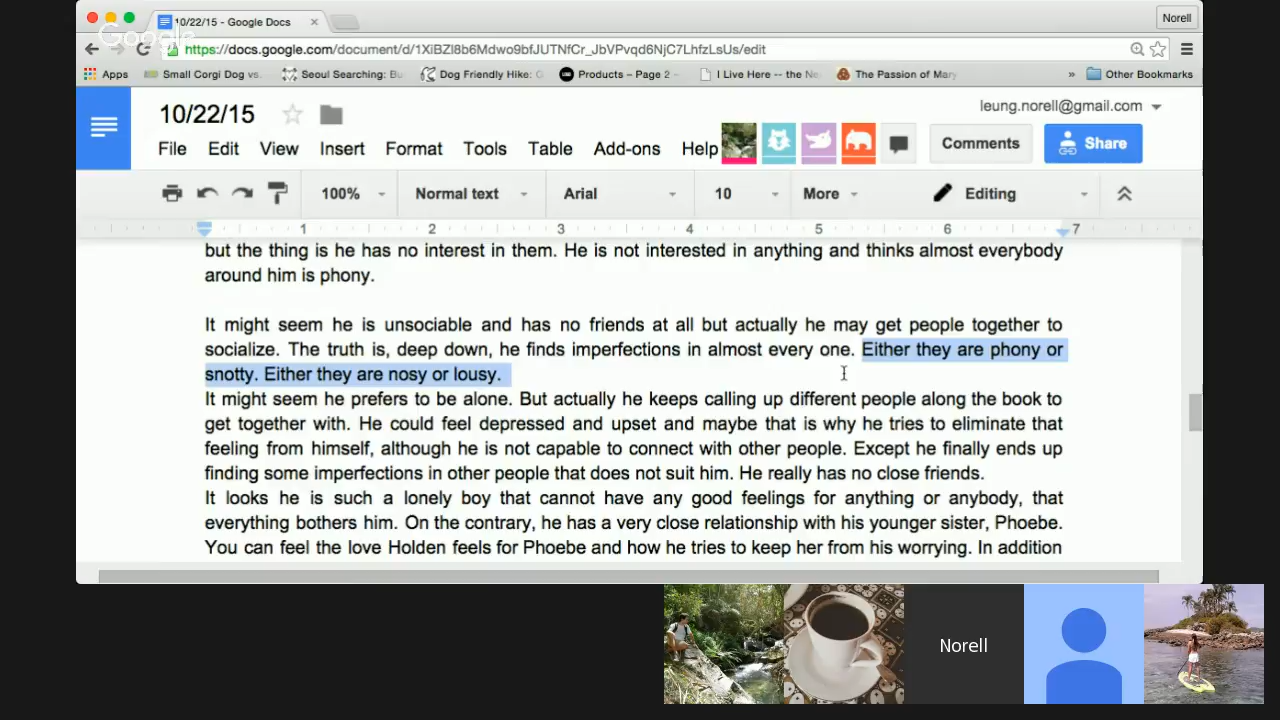 10/22/15 - Google Docs
Norell
Google
https://docs.google.com/document/d/1XiBZl8b6Mdwo9bfJUTNfCr_JbVPvqd6NjC7LhfzLsUs/edit
Apps Small Corgi Dog vs. Seoul Searching: Bu Dog Friendly Hike: G Products – Page 2 – I Live Here -- the Ne The Passion of Mary » Other Bookmarks
10/22/15
leung.norell@gmail.com
File Edit View Insert Format Tools Table Add-ons Help
Comments Share
100% Normal text Arial 10 More Editing
1 2 3 4 5 6 7
but the thing is he has no interest in them. He is not interested in anything and thinks almost everybody
around him is phony.
It might seem he is unsociable and has no friends at all but actually he may get people together to
socialize. The truth is, deep down, he finds imperfections in almost every one. Either they are phony or
snotty. Either they are nosy or lousy.
It might seem he prefers to be alone. But actually he keeps calling up different people along the book to
get together with. He could feel depressed and upset and maybe that is why he tries to eliminate that
feeling from himself, although he is not capable to connect with other people. Except he finally ends up
finding some imperfections in other people that does not suit him. He really has no close friends.
It looks he is such a lonely boy that cannot have any good feelings for anything or anybody, that
everything bothers him. On the contrary, he has a very close relationship with his younger sister, Phoebe.
You can feel the love Holden feels for Phoebe and how he tries to keep her from his worrying. In addition
Norell